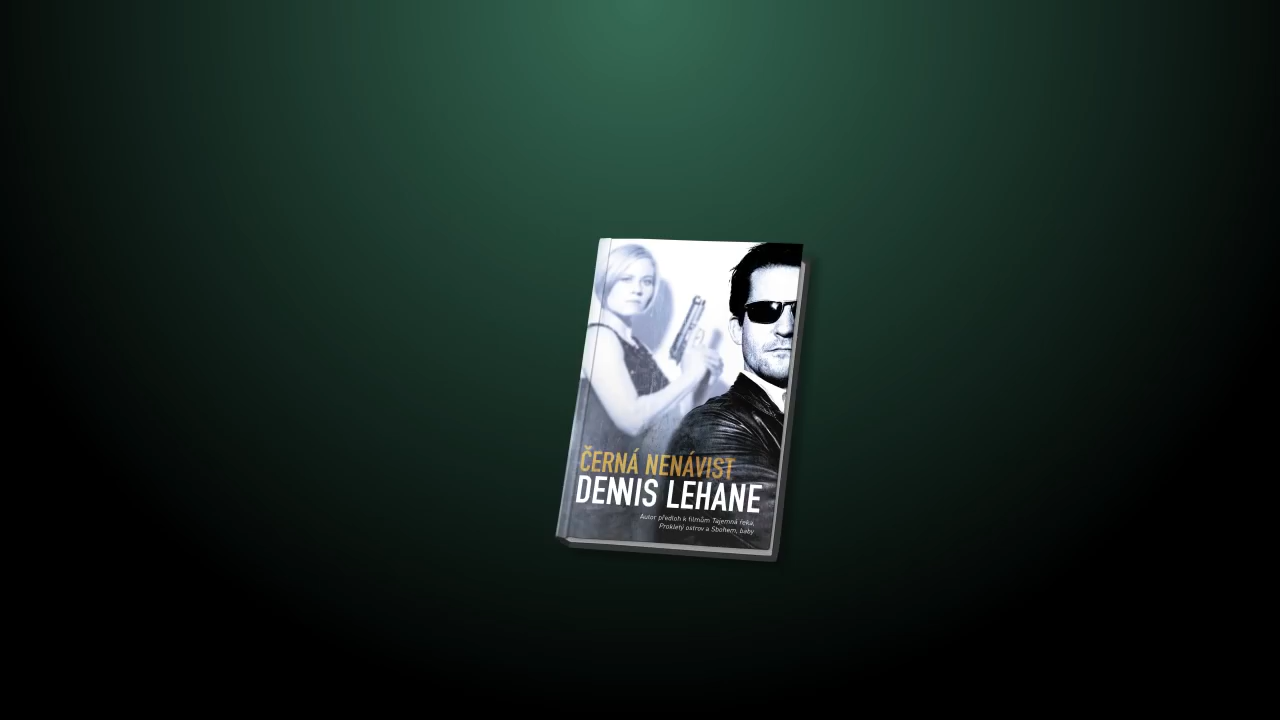 ČERNÁ NENÁVIST
DENNIS LEHANE
Autor předloh k filmům Tajemná řeka,
Prokletý ostrov a Sbohem, baby